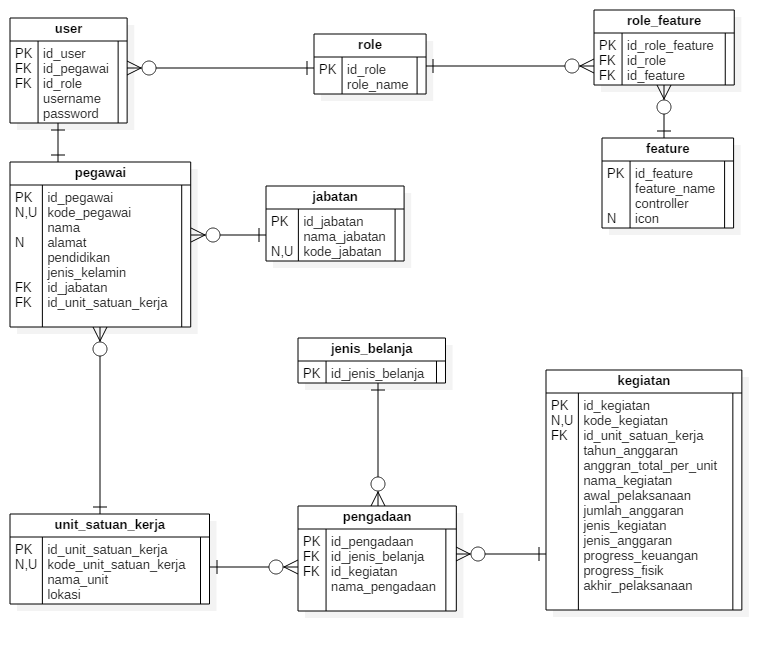 user
PK id_user
FK id_pegawai
FK id_role
username
password
role
PK id_role
role_name
role_feature
PK id_role_feature
FK id_role
FK id_feature
feature
PK id_feature
feature_name
controller
N icon
pegawai
PK id_pegawai
N,U kode_pegawai
nama
N alamat
pendidikan
jenis_kelamin
FK id_jabatan
FK id_unit_satuan_kerja
jabatan
PK id_jabatan
nama_jabatan
N,U kode_jabatan
jenis_belanja
PK id_jenis_belanja
kegiatan
PK id_kegiatan
N,U kode_kegiatan
FK id_unit_satuan_kerja
tahun_anggaran
anggran_total_per_unit
nama_kegiatan
awal_pelaksanaan
jumlah_anggaran
jenis_kegiatan
jenis_anggaran
progress_keuangan
progress_fisik
akhir_pelaksanaan
unit_satuan_kerja
PK id_unit_satuan_kerja
N,U kode_unit_satuan_kerja
nama_unit
lokasi
pengadaan
PK id_pengadaan
FK id_jenis_belanja
FK id_kegiatan
nama_pengadaan